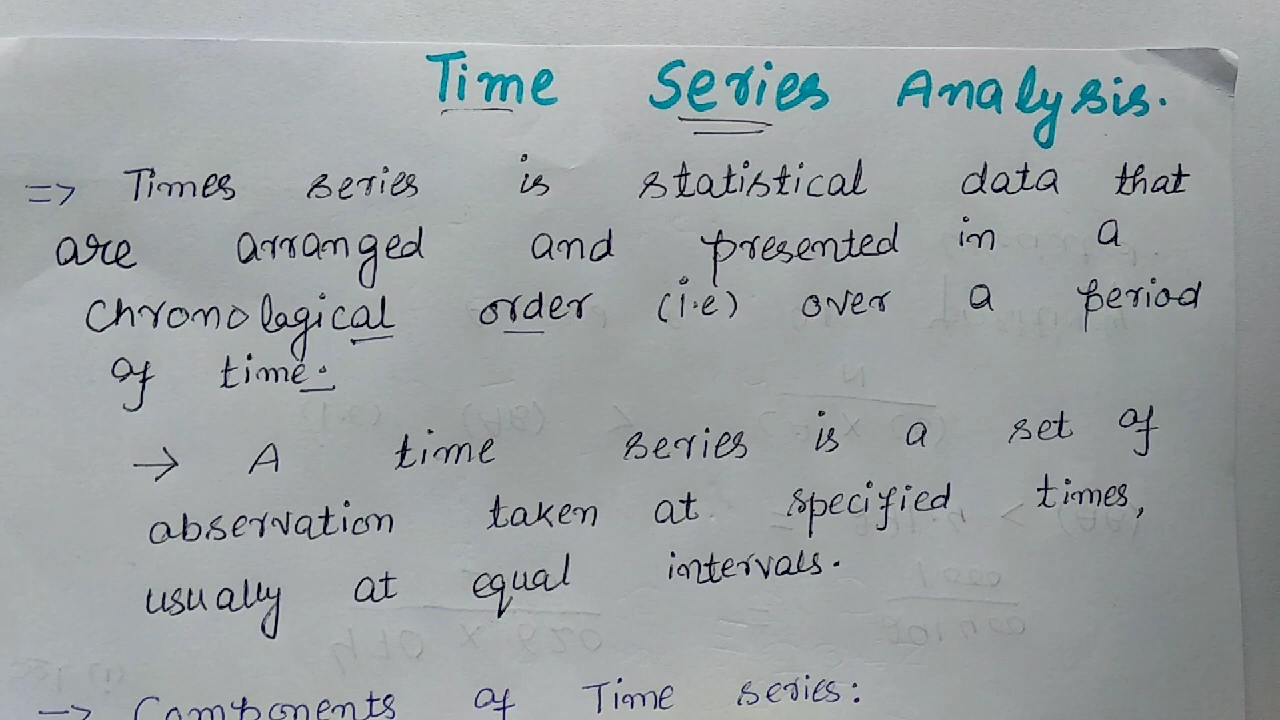 Time Series Analysis.
=> Times series is statistical data that
are arranged and presented in a
chronological order (i.e) over a period
of time.
→ A time series is a set of
observation taken at specified times,
usually at equal intervals.
→ Components of Time series: